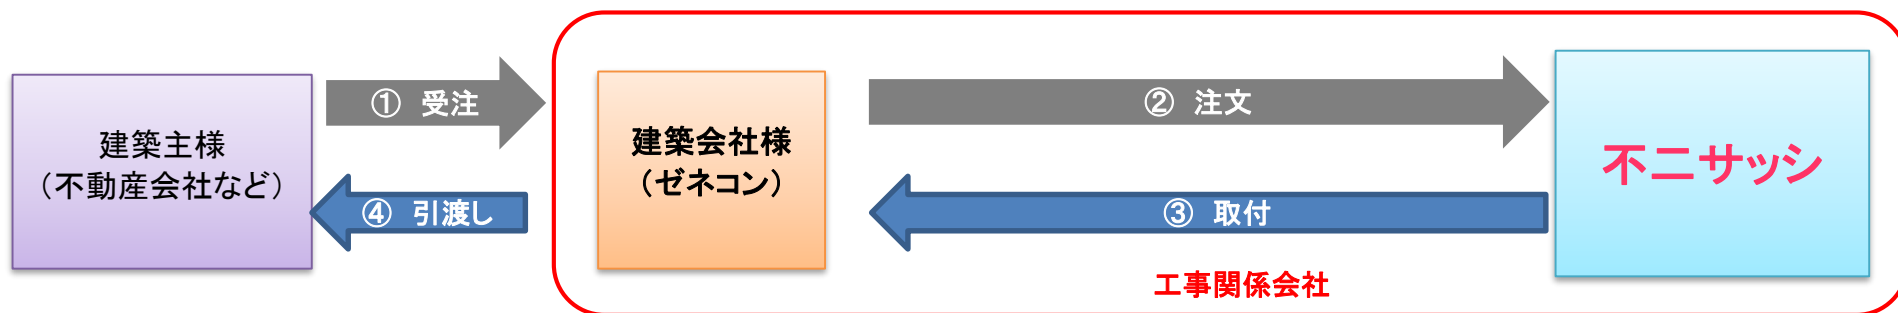 建築主様
（不動産会社など）
① 受注
④ 引渡し
建築会社様
（ゼネコン）
② 注文
③ 取付
不二サッシ
工事関係会社